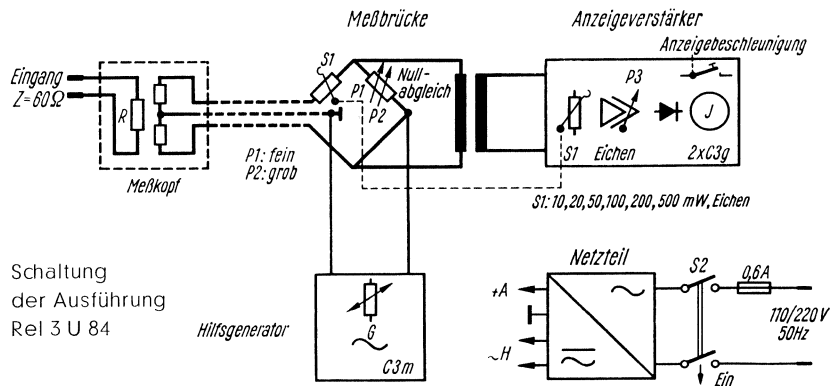 Meßbrücke
Anzeigeverstärker
Anzeigebeschleunigung
Eingang
Z=60Ω
R
S1
P1
P2
Null-
abgleich
P3
J
S1
Eichen
2xC3g
P1: fein
P2: grob
Meßkopf
S1: 10, 20, 50, 100, 200, 500 mW, Eichen
Schaltung
der Ausführung
Rel 3 U 84
Hilfsgenerator
G
C3m
Netzteil
S2
0,6A
+A
~H
110/220V
50Hz
Ein